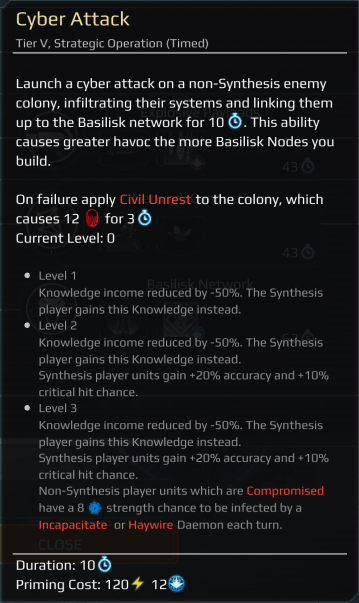 Cyber Attack
Tier V, Strategic Operation (Timed)
Launch a cyber attack on a non-Synthesis enemy
colony, infiltrating their systems and linking them
up to the Basilisk network for 10 . This ability
causes greater havoc the more Basilisk Nodes you
build.
On failure apply Civil Unrest to the colony, which
causes 12 for 3
Current Level: 0
• Level 1
Knowledge income reduced by -50%. The Synthesis
player gains this Knowledge instead.
• Level 2
Knowledge income reduced by -50%. The Synthesis
player gains this Knowledge instead.
Synthesis player units gain +20% accuracy and +10%
critical hit chance.
• Level 3
Knowledge income reduced by -50%. The Synthesis
player gains this Knowledge instead.
Synthesis player units gain +20% accuracy and +10%
critical hit chance.
Non-Synthesis player units which are Compromised
have a 8 strength chance to be infected by a
Incapacitate or Haywire Daemon each turn.
Duration: 10
Priming Cost: 120 12
43
43
Basilisk Network
CLOSE